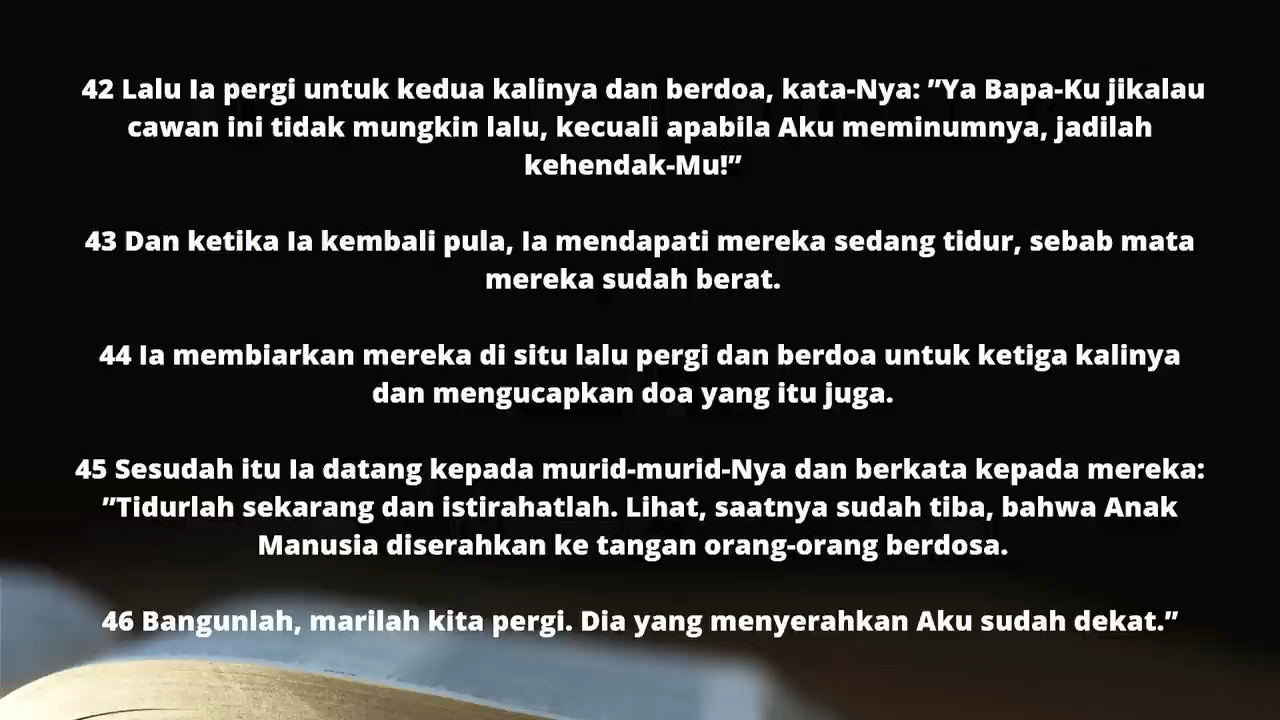 42 Lalu Ia pergi untuk kedua kalinya dan berdoa, kata-Nya: ”Ya Bapa-Ku jikalau
cawan ini tidak mungkin lalu, kecuali apabila Aku meminumnya, jadilah
kehendak-Mu!”
43 Dan ketika Ia kembali pula, Ia mendapati mereka sedang tidur, sebab mata
mereka sudah berat.
44 Ia membiarkan mereka di situ lalu pergi dan berdoa untuk ketiga kalinya
dan mengucapkan doa yang itu juga.
45 Sesudah itu Ia datang kepada murid-murid-Nya dan berkata kepada mereka:
”Tidurlah sekarang dan istirahatlah. Lihat, saatnya sudah tiba, bahwa Anak
Manusia diserahkan ke tangan orang-orang berdosa.
46 Bangunlah, marilah kita pergi. Dia yang menyerahkan Aku sudah dekat.”